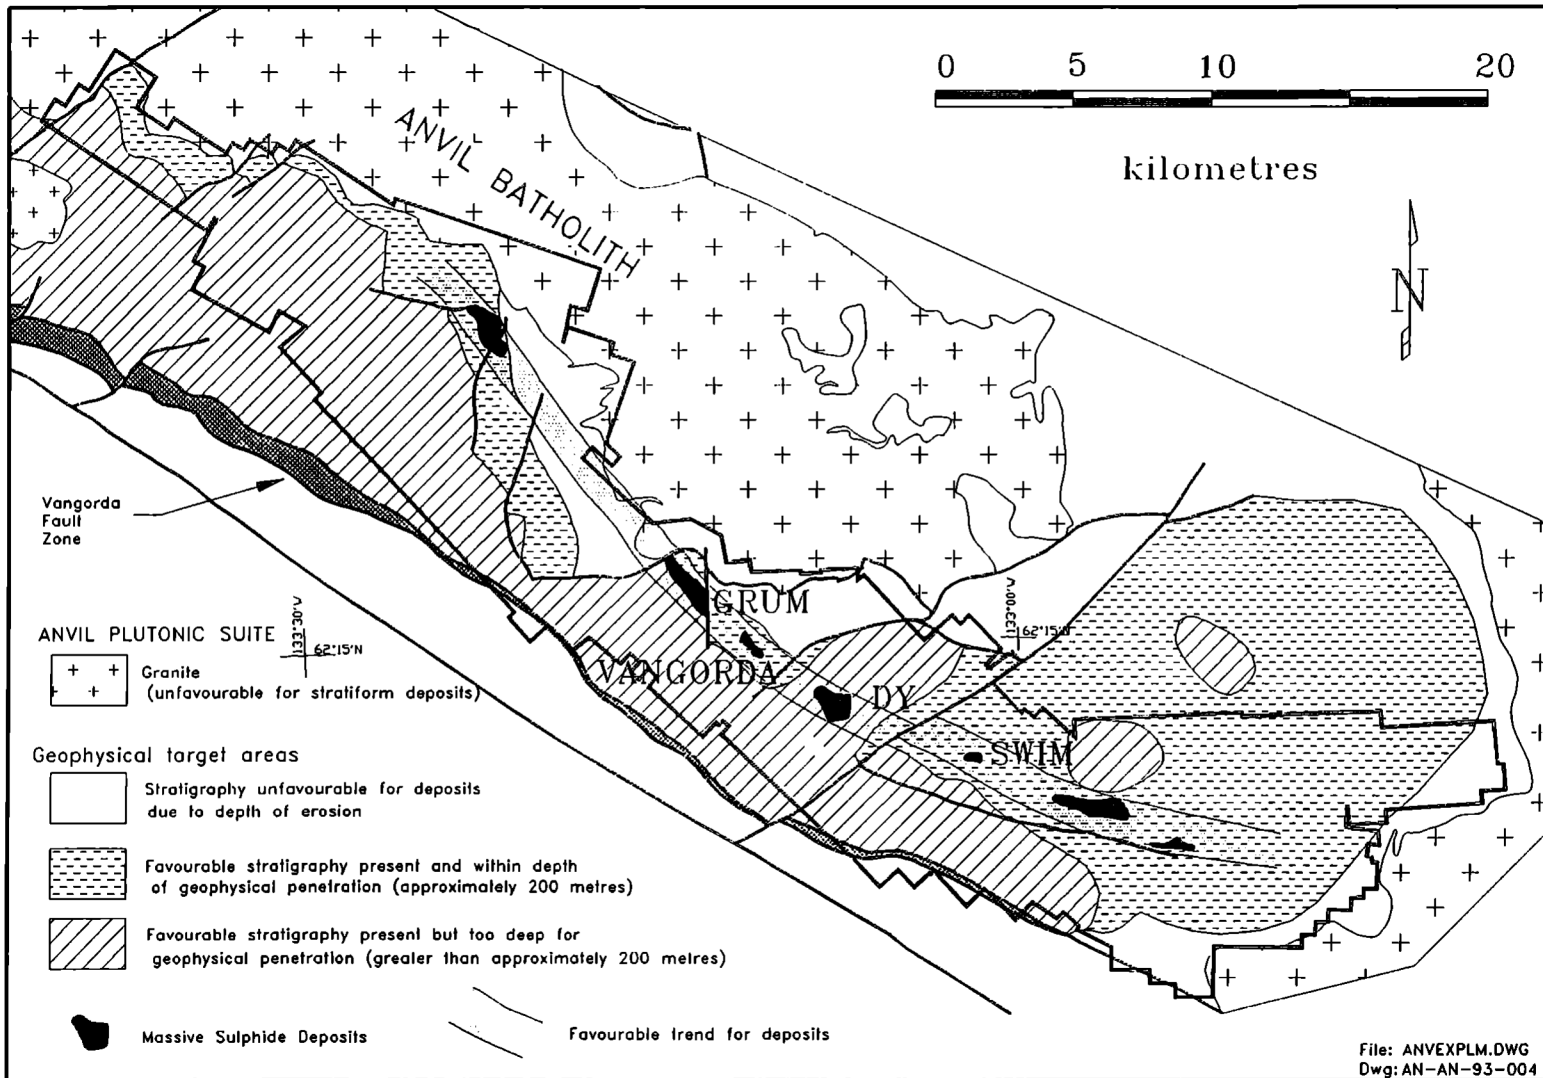 0 5 10 20
kilometres
N
ANVIL BATHOLITH
Vangorda
Fault
Zone
GRUM
VANGORDA
DY
SWIM
133°30'W
62°15'N
133°00'W
62°15'N
ANVIL PLUTONIC SUITE
Granite
(unfavourable for stratiform deposits)
Geophysical target areas
Stratigraphy unfavourable for deposits
due to depth of erosion
Favourable stratigraphy present and within depth
of geophysical penetration (approximately 200 metres)
Favourable stratigraphy present but too deep for
geophysical penetration (greater than approximately 200 metres)
Massive Sulphide Deposits
Favourable trend for deposits
File: ANVEXPLM.DWG
Dwg: AN-AN-93-004